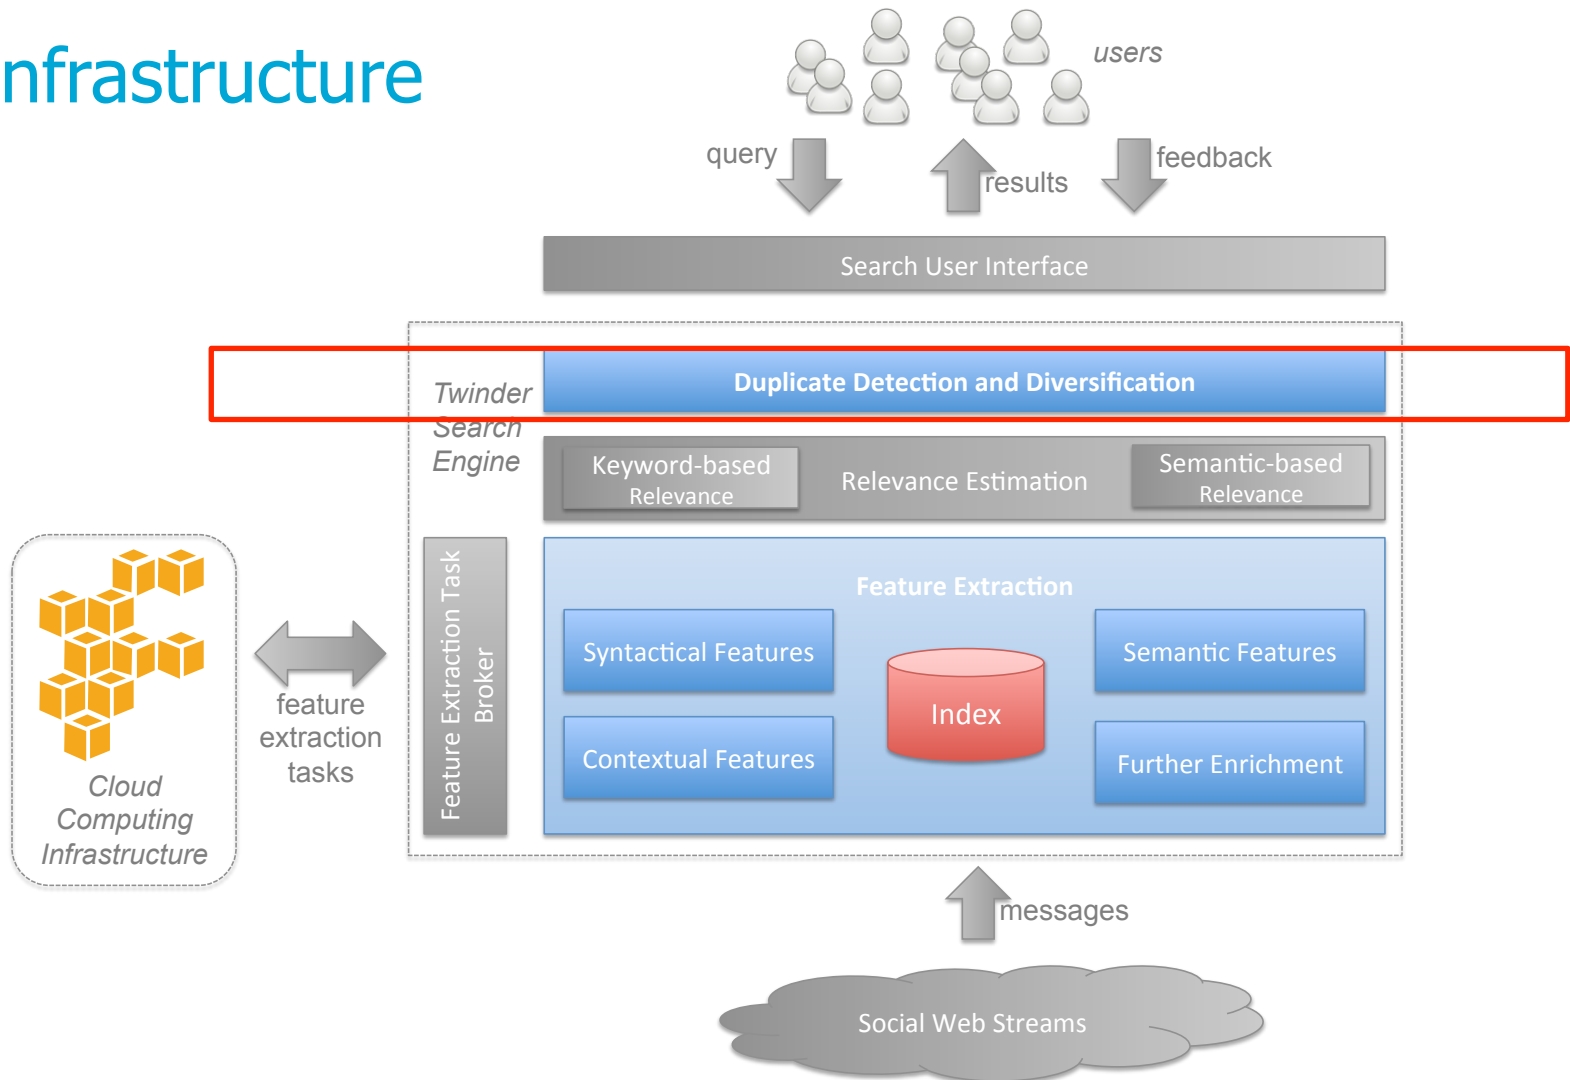 nfrastructure
users
query
results
feedback
Search User Interface
Twinder
Search
Engine
Duplicate Detection and Diversification
Keyword-based
Relevance
Relevance Estimation
Semantic-based
Relevance
Feature Extraction Task
Broker
Feature Extraction
Syntactical Features
Semantic Features
Index
Contextual Features
Further Enrichment
feature
extraction
tasks
Cloud
Computing
Infrastructure
messages
Social Web Streams